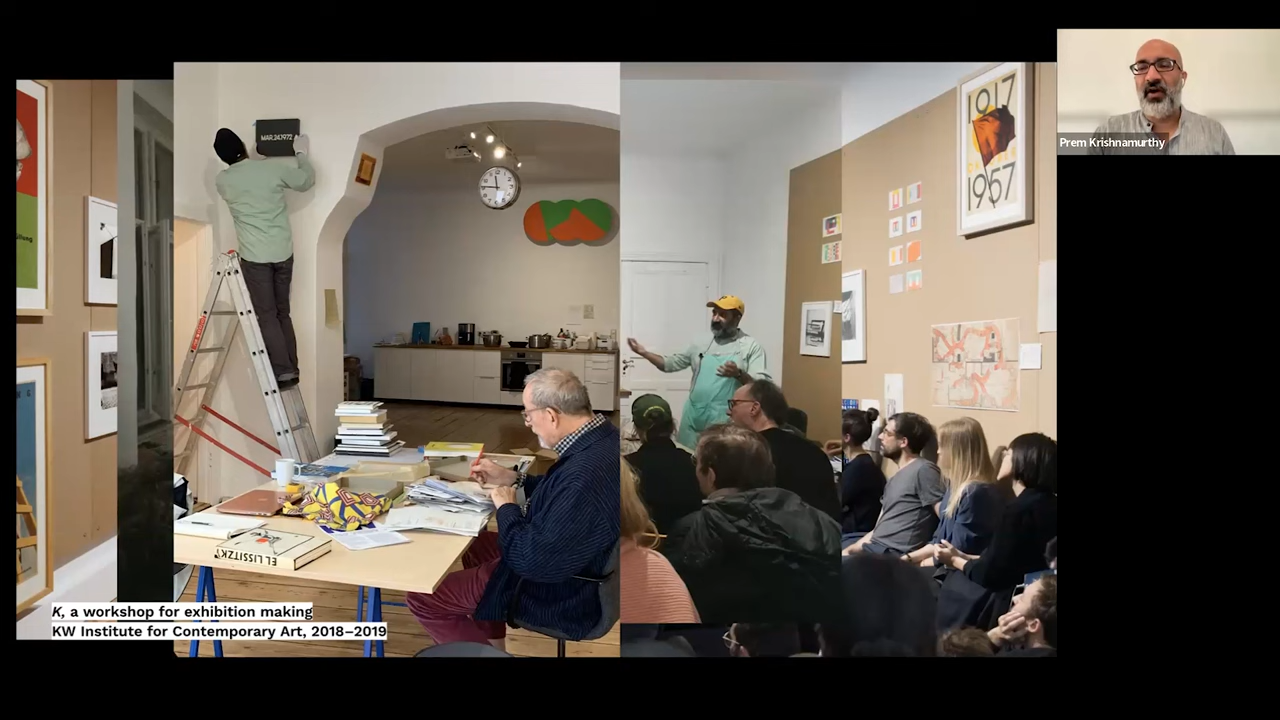 MAR.24,1972
1917
1957
Prem Krishnamurthy
EL LISSITZKY
K, a workshop for exhibition making
KW Institute for Contemporary Art, 2018–2019